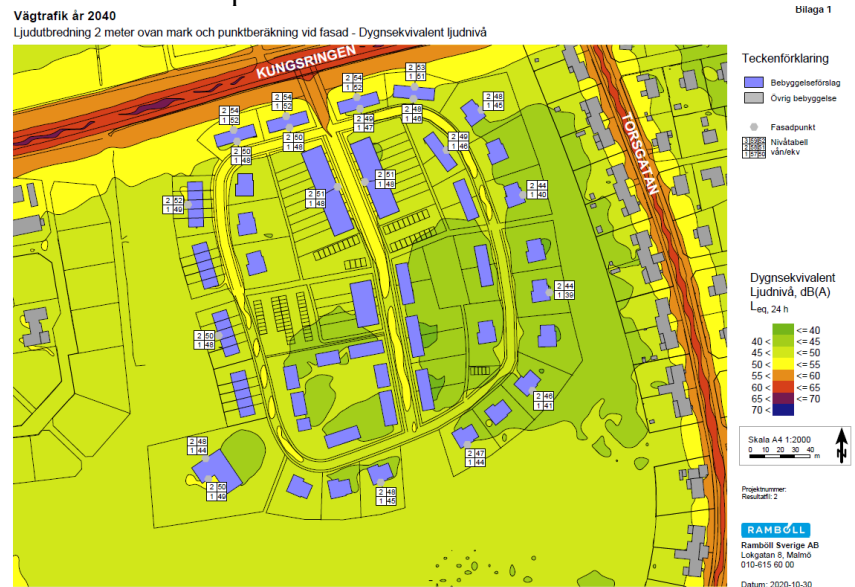 Vägtrafik år 2040
Ljudutbredning 2 meter ovan mark och punktberäkning vid fasad - Dygnsekvivalent ljudnivå
Bilaga 1
KUNGSRINGEN
TORSGATAN
2 54
1 52
2 54
1 52
2 54
1 52
2 53
1 51
2 48
1 45
2 50
1 48
2 50
1 48
2 49
1 47
2 48
1 46
2 49
1 46
2 52
1 49
2 51
1 48
2 51
1 48
2 44
1 40
2 44
1 39
2 50
1 48
2 46
1 41
2 48
1 44
2 47
1 44
2 50
1 49
2 48
1 45
Teckenförklaring
Bebyggelseförslag
Övrig bebyggelse
Fasadpunkt
Nivåtabell
vån/ekv
Dygnsekvivalent
Ljudnivå, dB(A)
Leq, 24 h
<= 40
40 < <= 45
45 < <= 50
50 < <= 55
55 < <= 60
60 < <= 65
65 < <= 70
70 <
Skala A4 1:2000
0 10 20 30 40 m
N
Projektnummer:
Resultatfil: 2
RAMBOLL
Ramböll Sverige AB
Lokgatan 8, Malmö
010-615 60 00
Datum: 2020-10-30